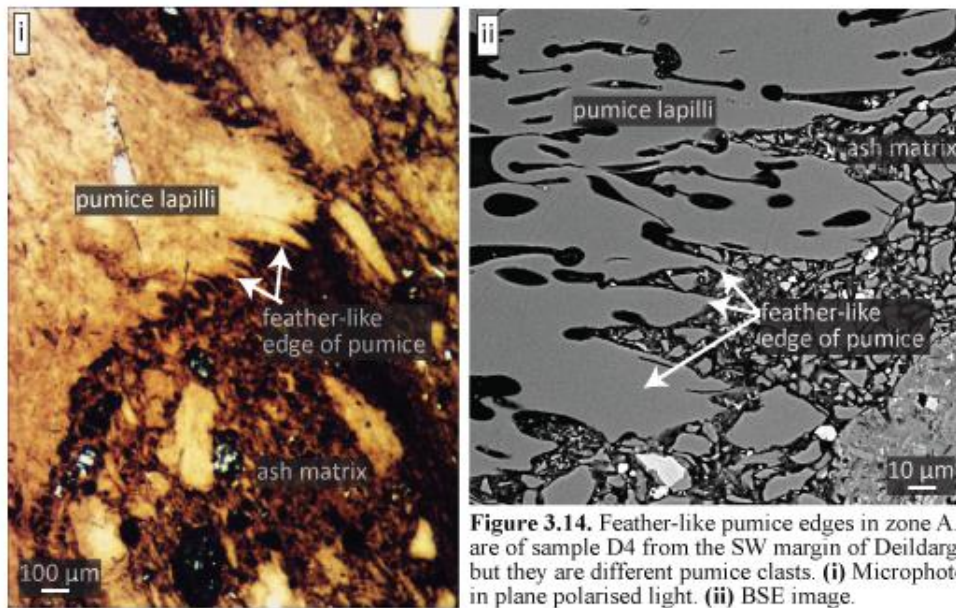 i
pumice lapilli
feather-like
edge of pumice
ash matrix
100 µm
ii
pumice lapilli
ash matrix
feather-like
edge of pumice
10 µm
Figure 3.14. Feather-like pumice edges in zone A.
are of sample D4 from the SW margin of Deildarg
but they are different pumice clasts. (i) Microphoto
in plane polarised light. (ii) BSE image.